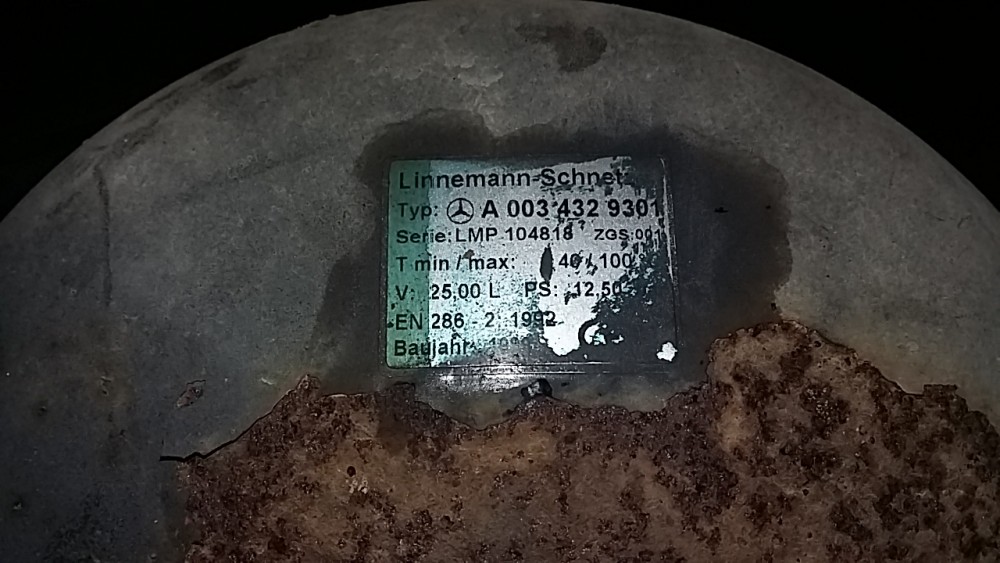 Linnemann-Schnet
Typ: A 003 432 9301
Serie: LMP 104818 ZGS:001
T min / max: 40 / 100
V: 25,00 L PS: 12,50
EN 286 - 2: 1992
Baujahr: